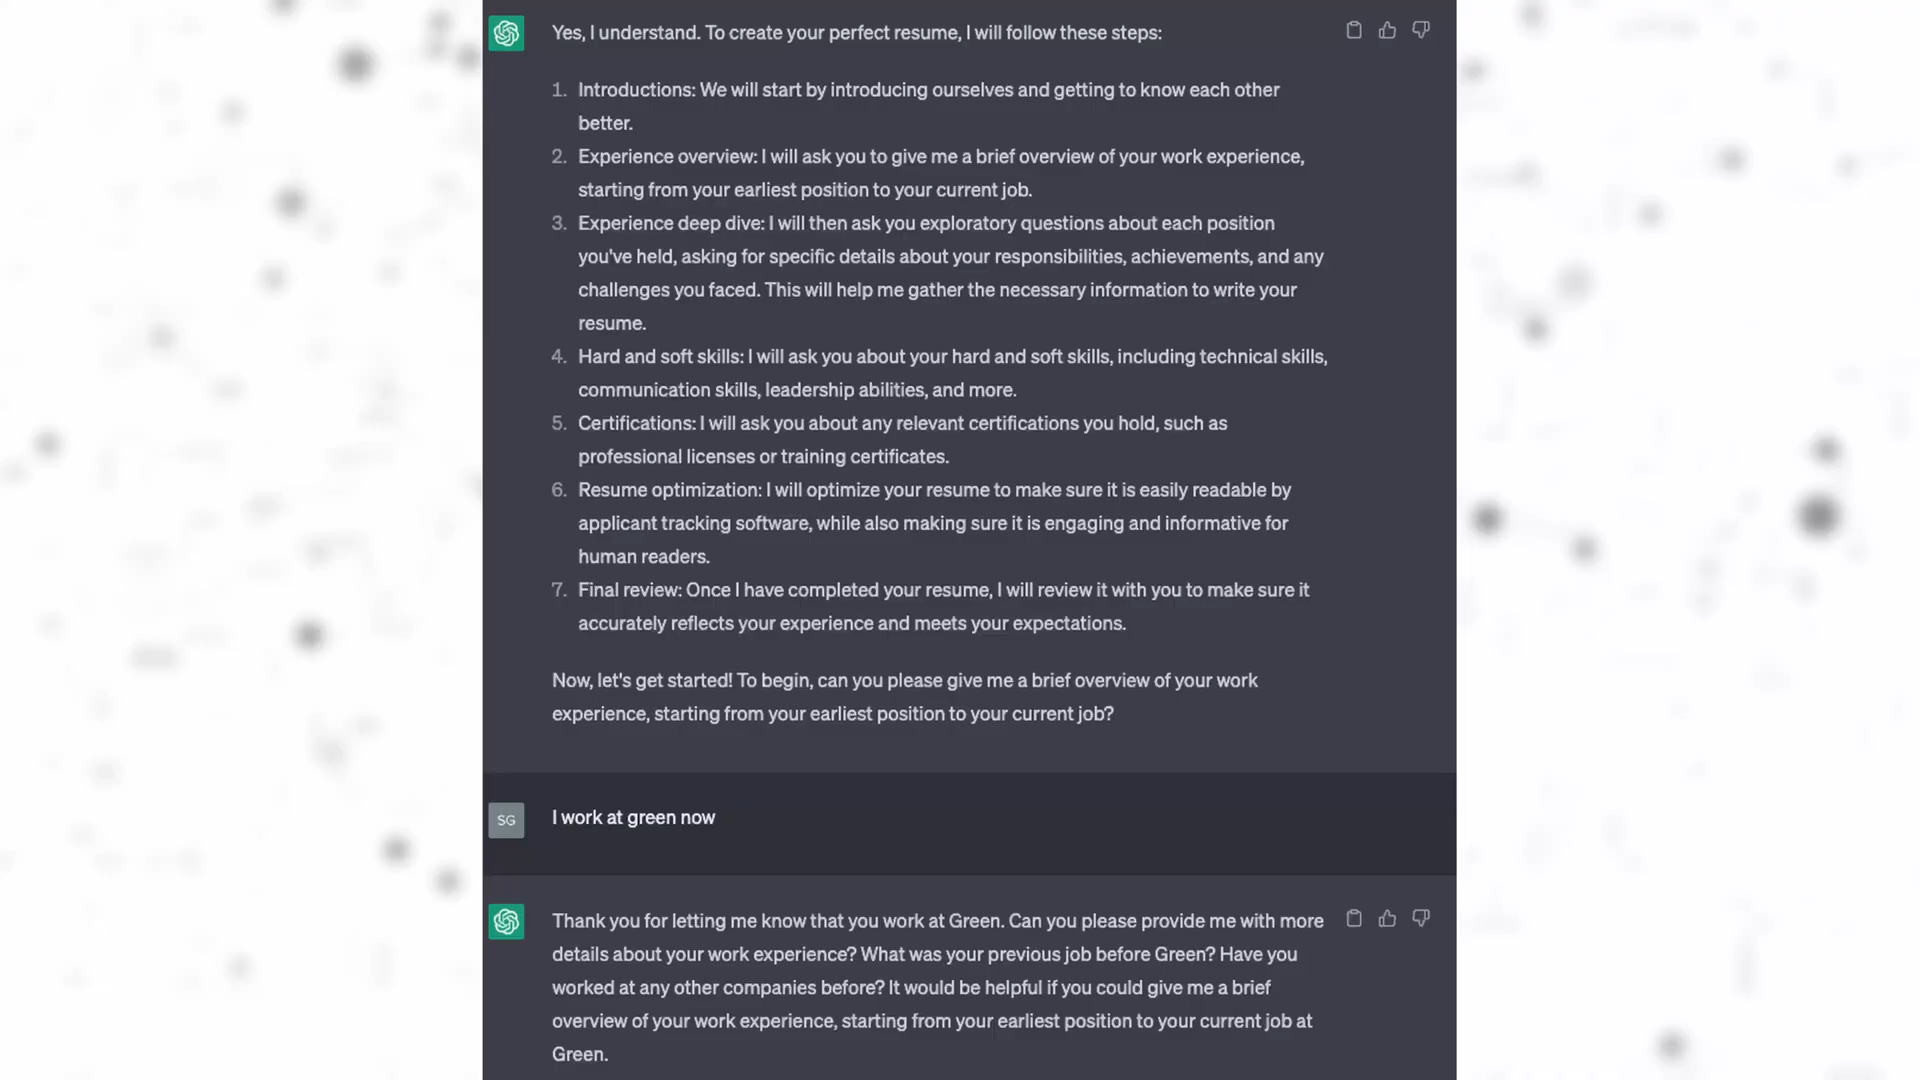 Yes, I understand. To create your perfect resume, I will follow these steps:
1. Introductions: We will start by introducing ourselves and getting to know each other
better.
2. Experience overview: I will ask you to give me a brief overview of your work experience,
starting from your earliest position to your current job.
3. Experience deep dive: I will then ask you exploratory questions about each position
you've held, asking for specific details about your responsibilities, achievements, and any
challenges you faced. This will help me gather the necessary information to write your
resume.
4. Hard and soft skills: I will ask you about your hard and soft skills, including technical skills,
communication skills, leadership abilities, and more.
5. Certifications: I will ask you about any relevant certifications you hold, such as
professional licenses or training certificates.
6. Resume optimization: I will optimize your resume to make sure it is easily readable by
applicant tracking software, while also making sure it is engaging and informative for
human readers.
7. Final review: Once I have completed your resume, I will review it with you to make sure it
accurately reflects your experience and meets your expectations.
Now, let's get started! To begin, can you please give me a brief overview of your work
experience, starting from your earliest position to your current job?
SG I work at green now
Thank you for letting me know that you work at Green. Can you please provide me with more
details about your work experience? What was your previous job before Green? Have you
worked at any other companies before? It would be helpful if you could give me a brief
overview of your work experience, starting from your earliest position to your current job at
Green.